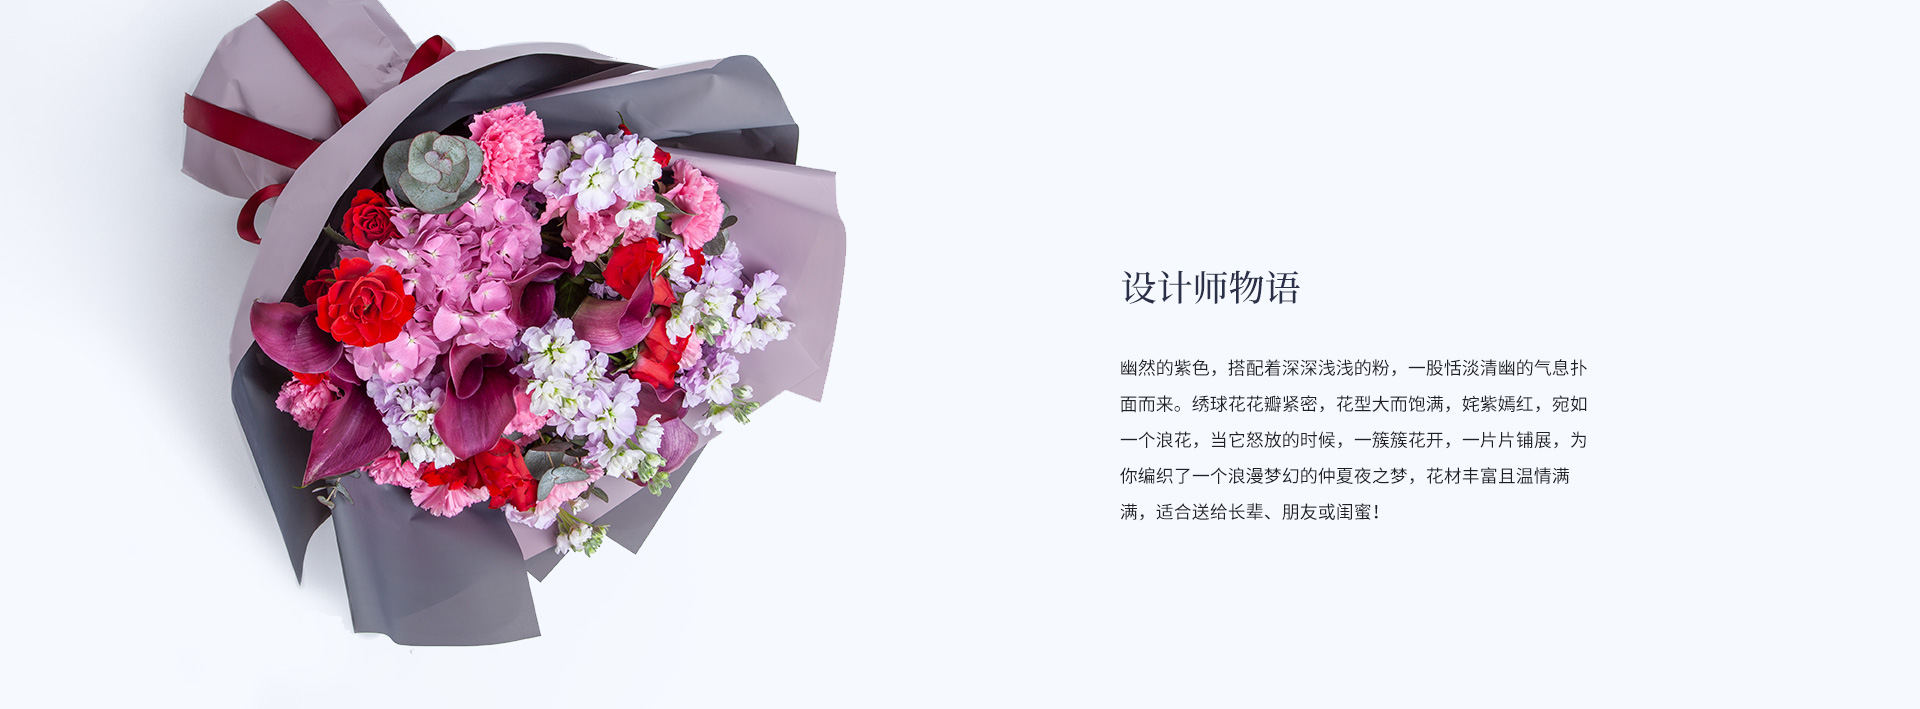 设计师物语
幽然的紫色，搭配着深深浅浅的粉，一股恬淡清幽的气息扑
面而来。绣球花花瓣紧密，花型大而饱满，姹紫嫣红，宛如
一个浪花，当它怒放的时候，一簇簇花开，一片片铺展，为
你编织了一个浪漫梦幻的仲夏夜之梦，花材丰富且温情满
满，适合送给长辈、朋友或闺蜜！